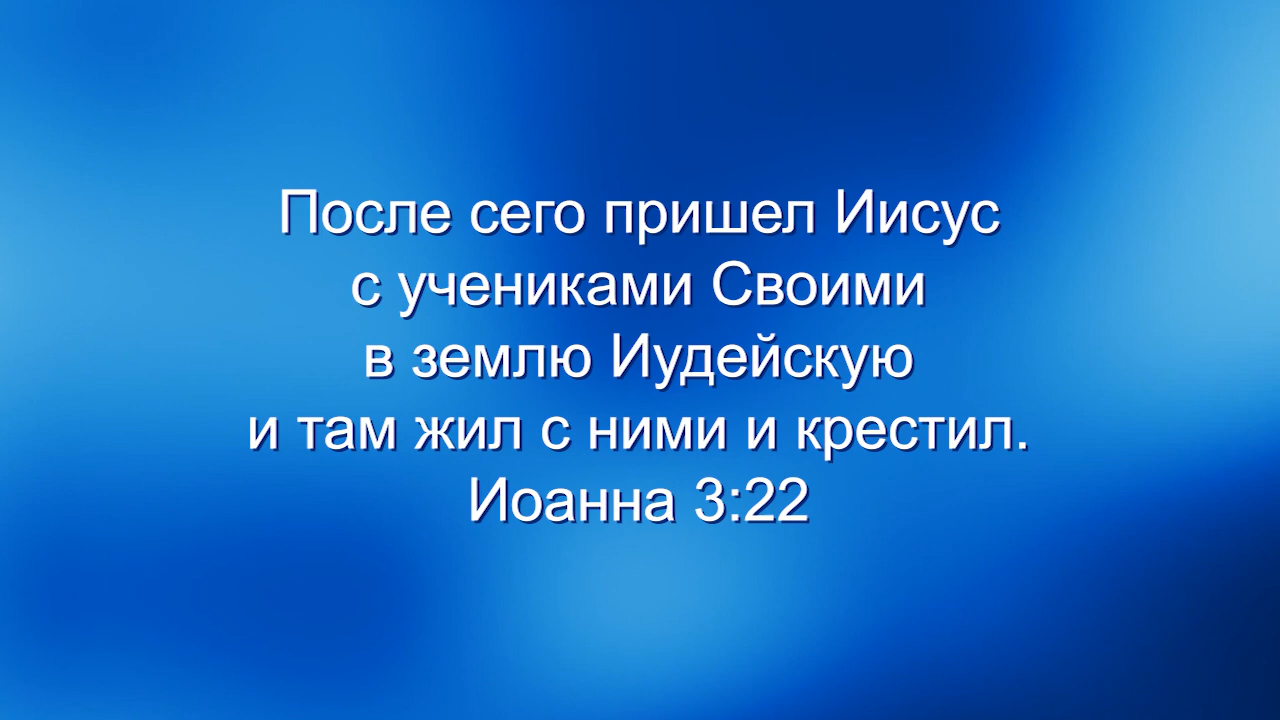 После сего пришел Иисус
с учениками Своими
в землю Иудейскую
и там жил с ними и крестил.
Иоанна 3:22